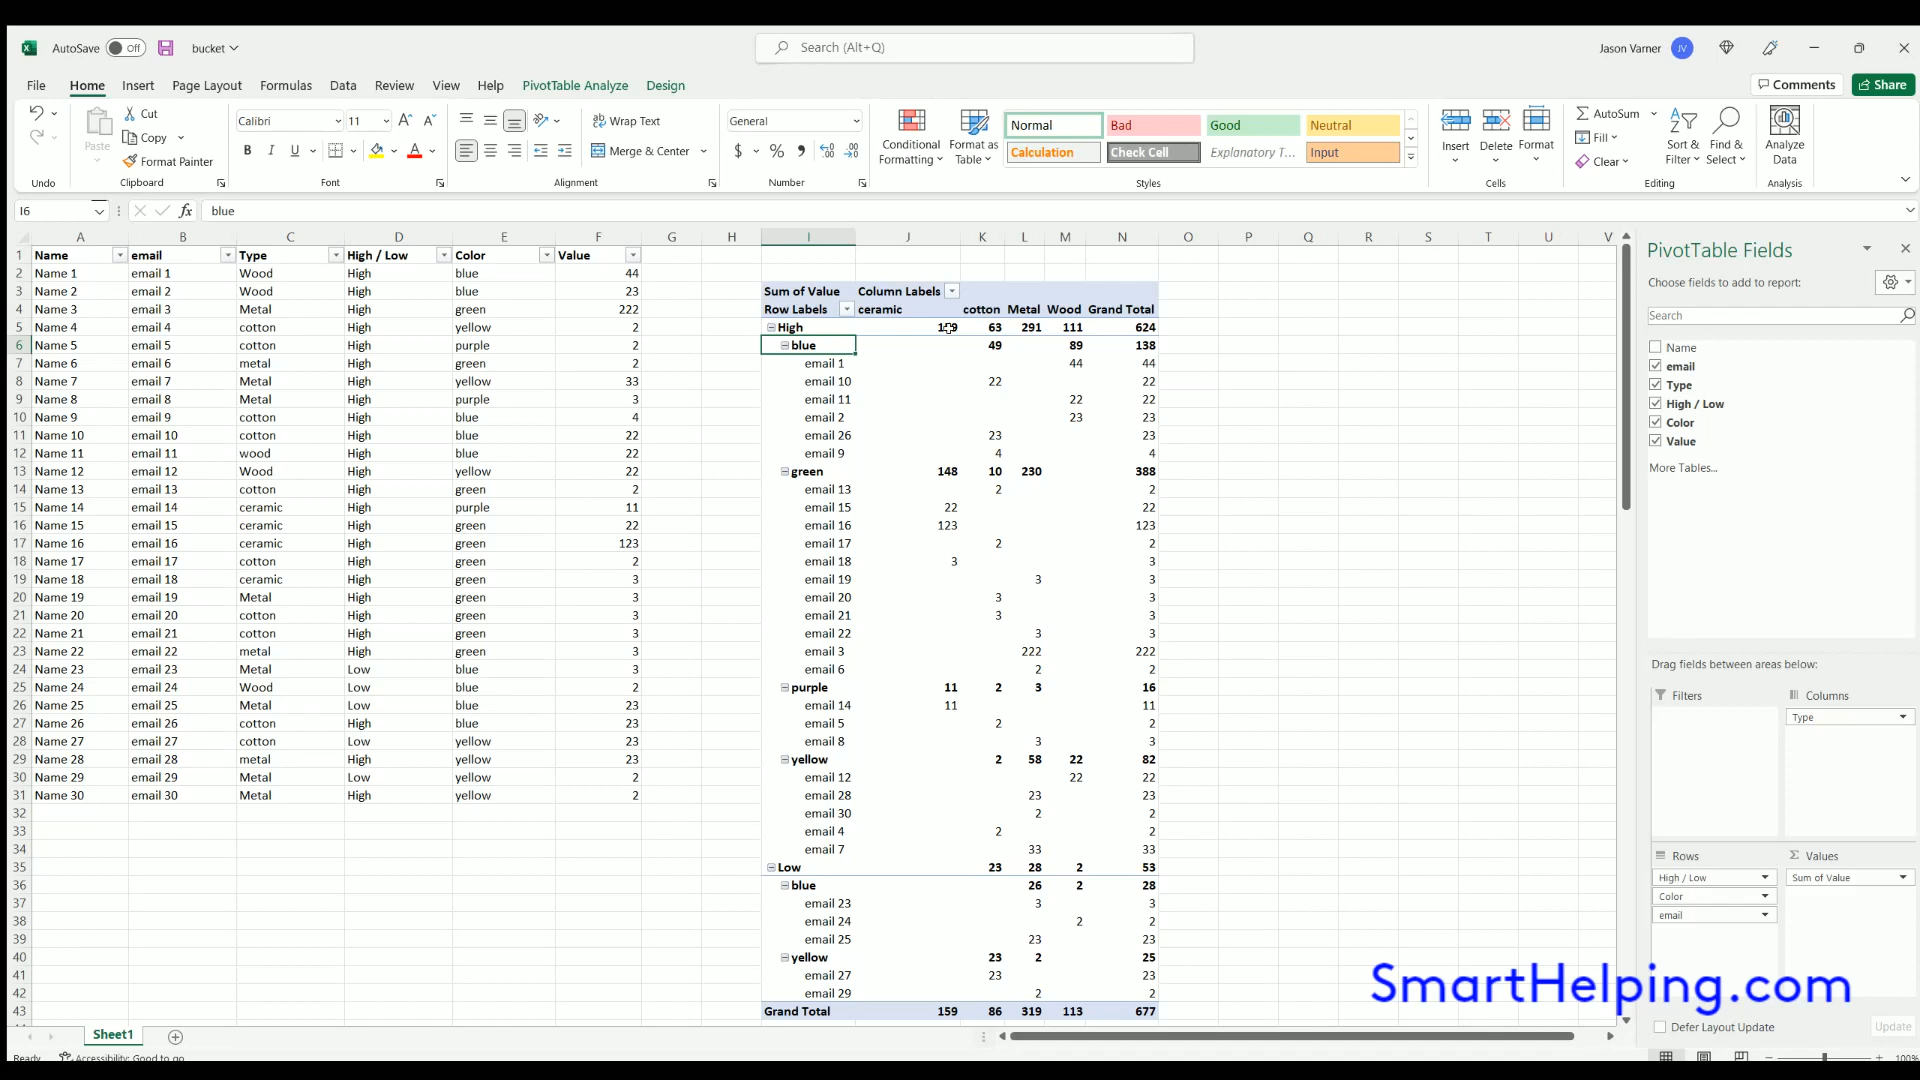 AutoSave Off bucket Search (Alt+Q) Jason Varner JV
File Home Insert Page Layout Formulas Data Review View Help PivotTable Analyze Design Comments Share
Paste Cut Copy Format Painter
Calibri 11 B I U
Wrap Text Merge & Center
General $ % ,
Conditional Formatting Format as Table
Normal Bad Good Neutral
Calculation Check Cell Explanatory T... Input
Insert Delete Format
AutoSum Fill Clear Sort & Filter Find & Select Analyze Data
Undo Clipboard Font Alignment Number Styles Cells Editing Analysis
I6 fx blue
A B C D E F G H I J K L M N O P Q R S T U V
1 Name email Type High / Low Color Value
2 Name 1 email 1 Wood High blue 44
3 Name 2 email 2 Wood High blue 23 Sum of Value Column Labels
4 Name 3 email 3 Metal High green 222 Row Labels ceramic cotton Metal Wood Grand Total
5 Name 4 email 4 cotton High yellow 2 High 63 291 111 624
6 Name 5 email 5 cotton High purple 2 blue 49 89 138
7 Name 6 email 6 metal High green 2 email 1 44 44
8 Name 7 email 7 Metal High yellow 33 email 10 22 22
9 Name 8 email 8 Metal High purple 3 email 11 22 22
10 Name 9 email 9 cotton High blue 4 email 2 23 23
11 Name 10 email 10 cotton High blue 22 email 26 23 23
12 Name 11 email 11 wood High blue 22 email 9 4 4
13 Name 12 email 12 Wood High yellow 22 green 148 10 230 388
14 Name 13 email 13 cotton High green 2 email 13 2 2
15 Name 14 email 14 ceramic High purple 11 email 15 22 22
16 Name 15 email 15 ceramic High green 22 email 16 123 123
17 Name 16 email 16 ceramic High green 123 email 17 2 2
18 Name 17 email 17 cotton High green 2 email 18 3 3
19 Name 18 email 18 ceramic High green 3 email 19 3 3
20 Name 19 email 19 Metal High green 3 email 20 3 3
21 Name 20 email 20 cotton High green 3 email 21 3 3
22 Name 21 email 21 cotton High green 3 email 22 3 3
23 Name 22 email 22 metal High green 3 email 3 222 222
24 Name 23 email 23 Metal Low blue 3 email 6 2 2
25 Name 24 email 24 Wood Low blue 2 purple 11 2 3 16
26 Name 25 email 25 Metal Low blue 23 email 14 11 11
27 Name 26 email 26 cotton High blue 23 email 5 2 2
28 Name 27 email 27 cotton Low yellow 23 email 8 3 3
29 Name 28 email 28 metal High yellow 23 yellow 2 58 22 82
30 Name 29 email 29 Metal Low yellow 2 email 12 22 22
31 Name 30 email 30 Metal High yellow 2 email 28 23 23
32 email 30 2 2
33 email 4 2 2
34 email 7 33 33
35 Low 23 28 2 53
36 blue 26 2 28
37 email 23 3 3
38 email 24 2 2
39 email 25 23 23
40 yellow 23 2 25
41 email 27 23 23
42 email 29 2 2
43 Grand Total 159 86 319 113 677
PivotTable Fields
Choose fields to add to report:
Search
Name
email
Type
High / Low
Color
Value
More Tables...
Drag fields between areas below:
Filters Columns
Type
Rows Values
High / Low Sum of Value
Color
email
SmartHelping.com
Defer Layout Update Update
Sheet1
Ready Accessibility: Good to go 100%